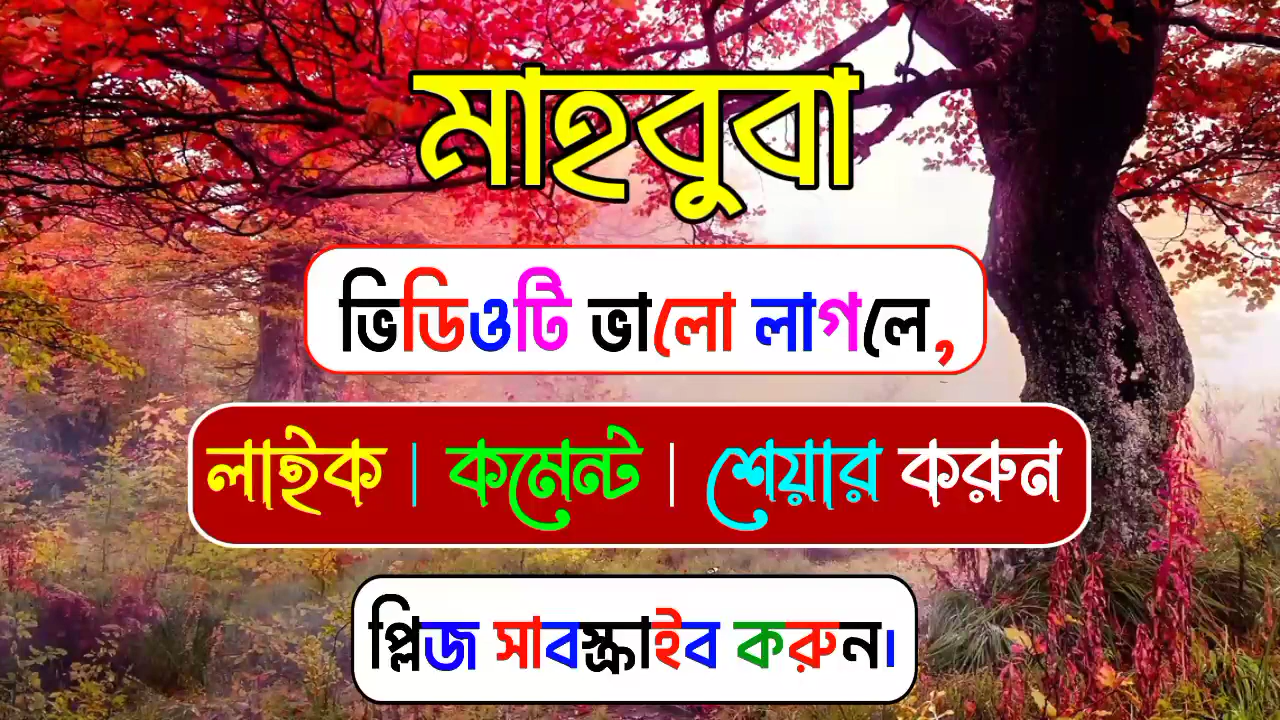 মাহবুবা
ভিডিওটি ভালো লাগলে,
লাইক | কমেন্ট | শেয়ার করুন
প্লিজ সাবস্ক্রাইব করুন।